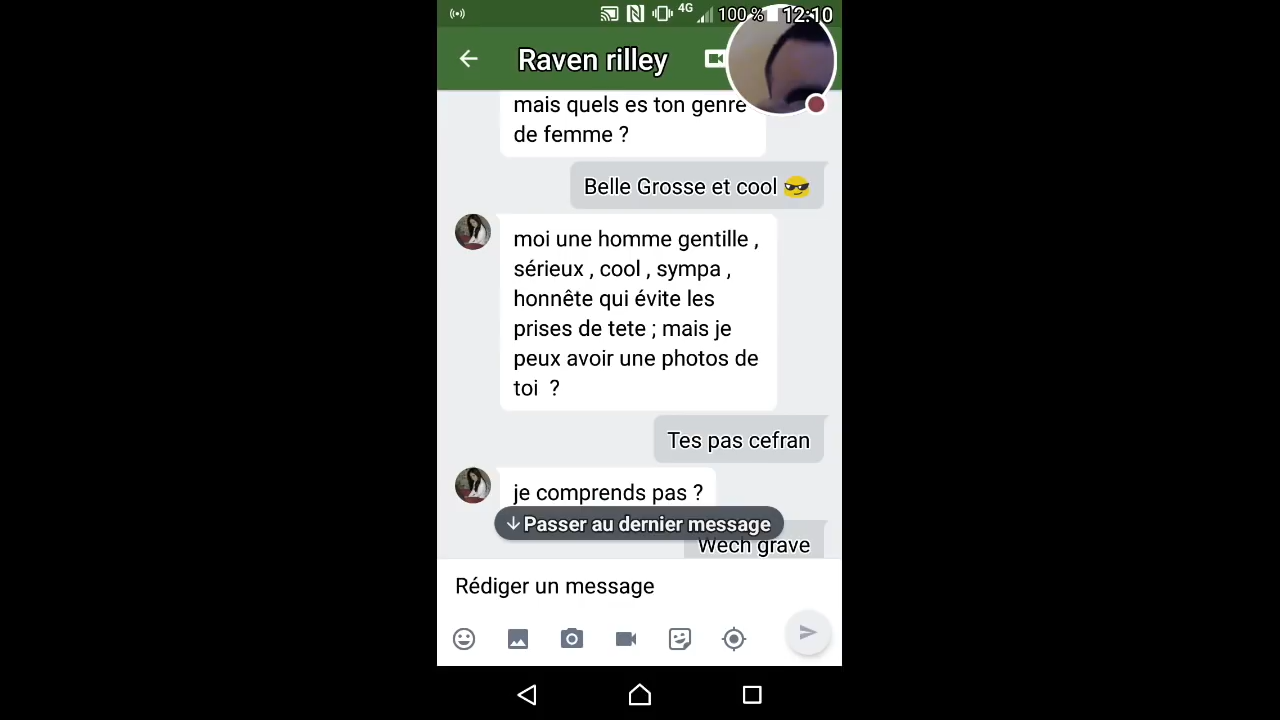 4G 100 % 12:10
Raven rilley
mais quels es ton genre
de femme ?
Belle Grosse et cool 😎
moi une homme gentille ,
sérieux , cool , sympa ,
honnête qui évite les
prises de tete ; mais je
peux avoir une photos de
toi ?
Tes pas cefran
je comprends pas ?
↓Passer au dernier message
Wech grave
Rédiger un message